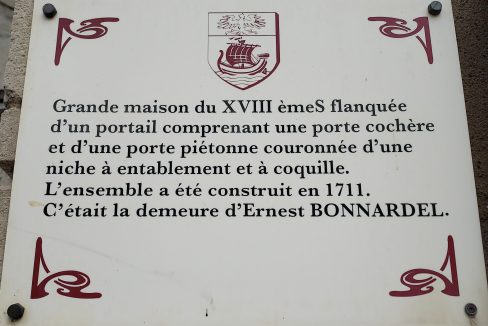 Grande maison du XVIII èmeS flanquée
d'un portail comprenant une porte cochère
et d'une porte piétonne couronnée d'une
niche à entablement et à coquille.
L'ensemble a été construit en 1711.
C'était la demeure d'Ernest BONNARDEL.